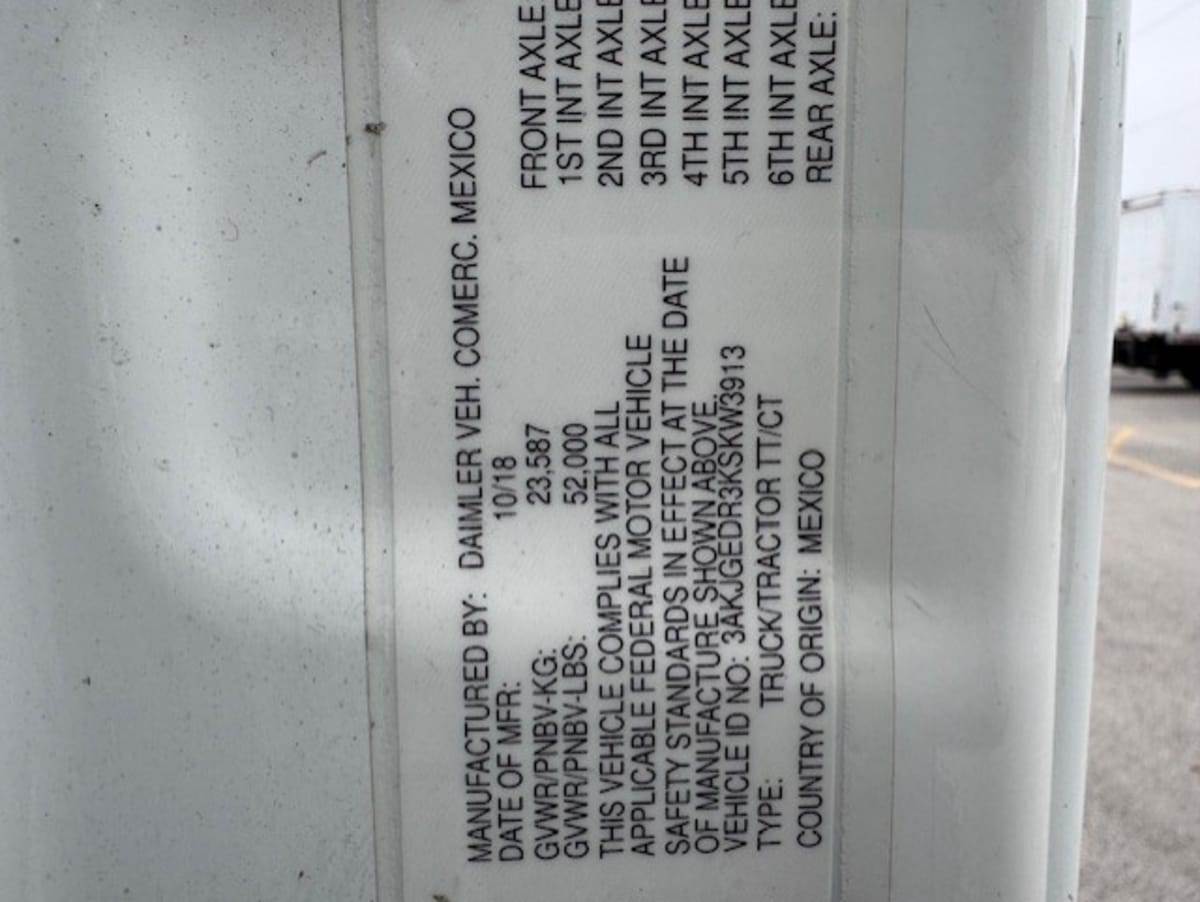 MANUFACTURED BY: DAIMLER VEH. COMERC. MEXICO
DATE OF MFR: 10/18
GVWR/PNBV-KG: 23,587
GVWR/PNBV-LBS: 52,000
THIS VEHICLE COMPLIES WITH ALL
APPLICABLE FEDERAL MOTOR VEHICLE
SAFETY STANDARDS IN EFFECT AT THE DATE
OF MANUFACTURE SHOWN ABOVE.
VEHICLE ID NO: 3AKJGEDR3KSKW3913
TYPE: TRUCK/TRACTOR TT/CT
COUNTRY OF ORIGIN: MEXICO
FRONT AXLE:
1ST INT AXLE
2ND INT AXLE
3RD INT AXLE
4TH INT AXLE
5TH INT AXLE
6TH INT AXLE
REAR AXLE: